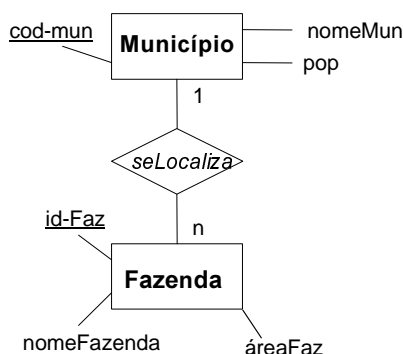 cod-mun
Município
nomeMun
pop
1
seLocaliza
n
id-Faz
Fazenda
nomeFazenda
áreaFaz